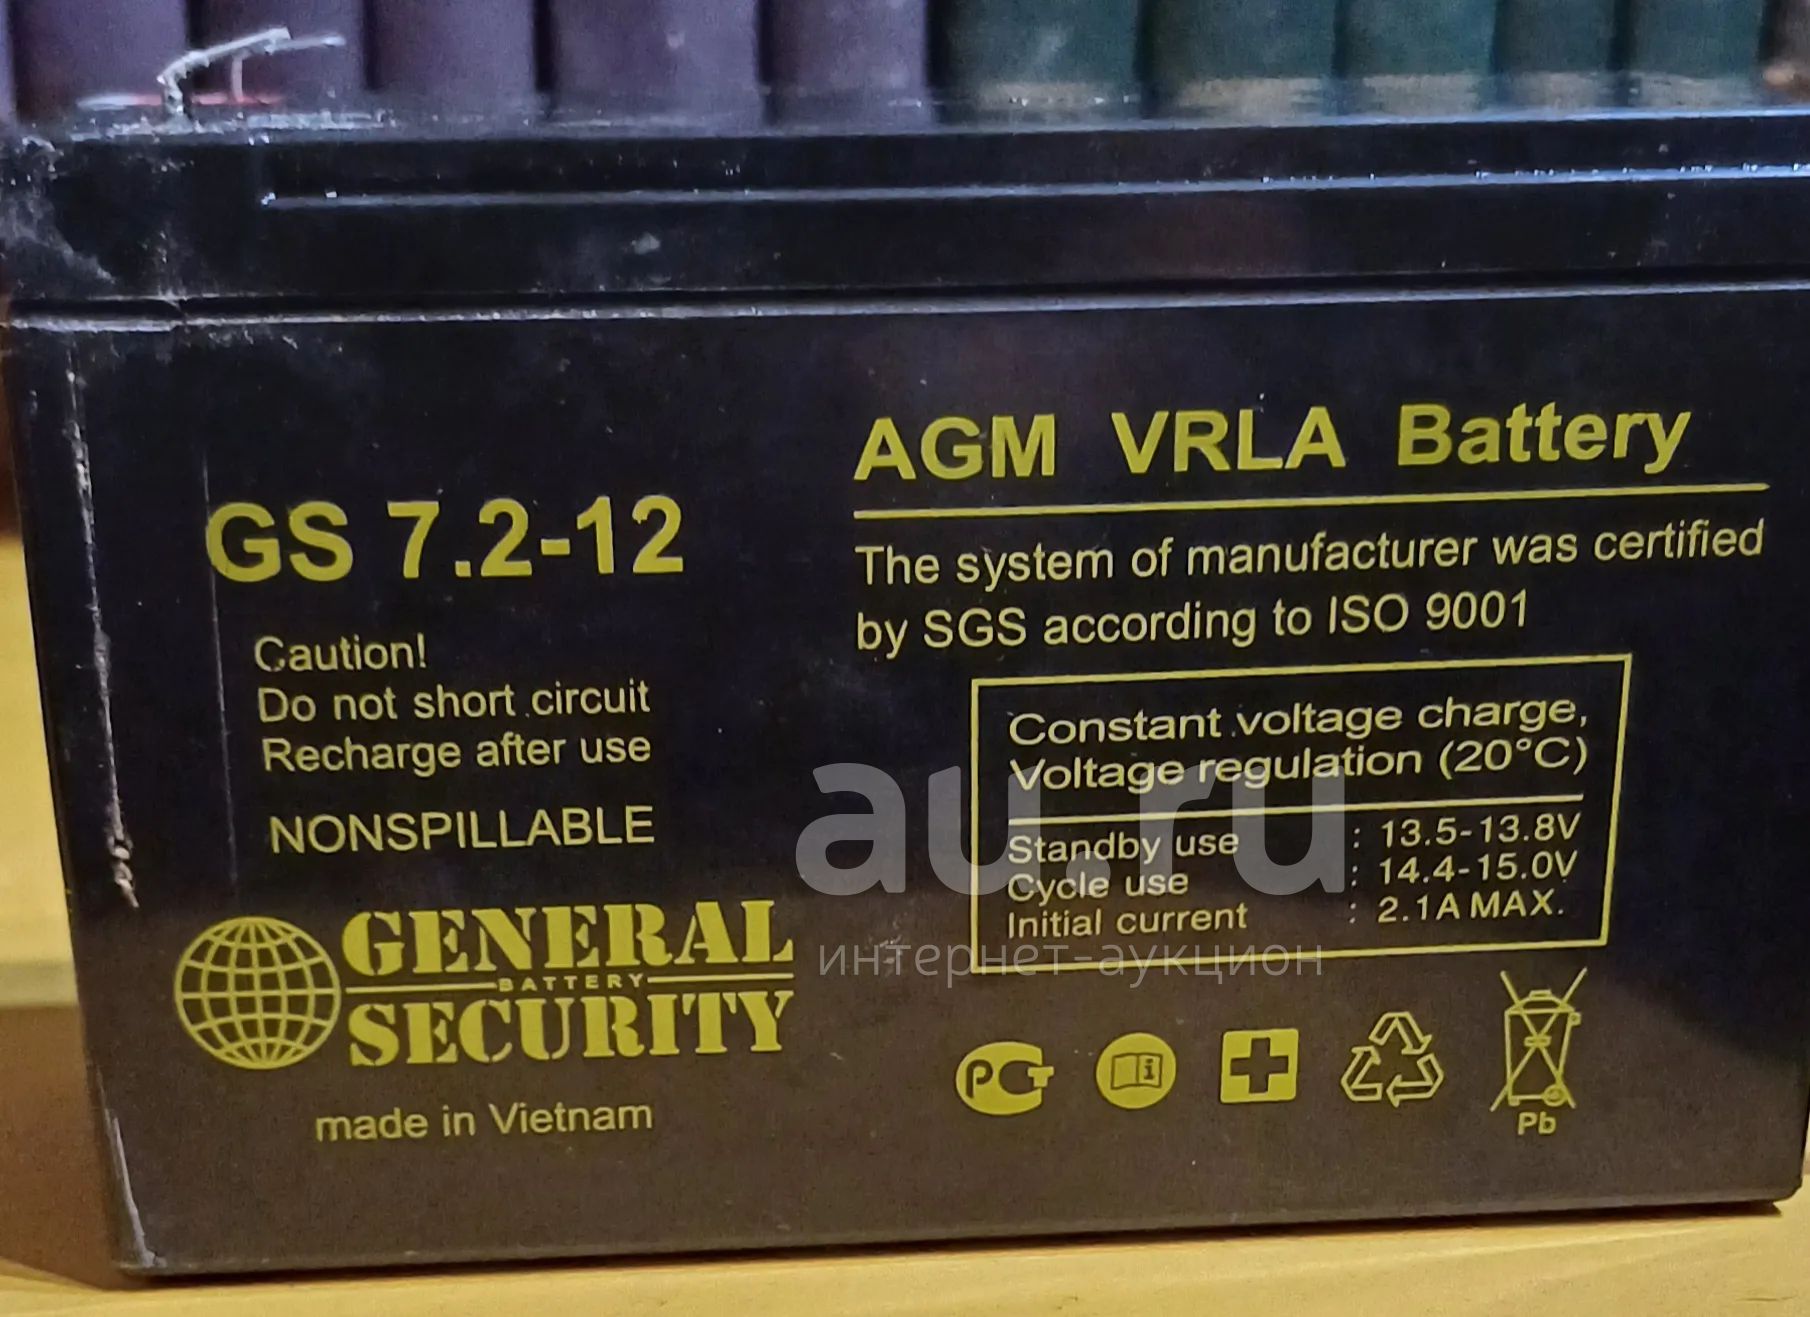 AGM VRLA Battery
GS 7.2-12
The system of manufacturer was certified
by SGS according to ISO 9001
Caution!
Do not short circuit
Recharge after use
NONSPILLABLE
Constant voltage charge,
Voltage regulation (20°C)
Standby use : 13.5-13.8V
Cycle use : 14.4-15.0V
Initial current : 2.1A MAX.
au.ru
интернет-аукцион
GENERAL
BATTERY
SECURITY
made in Vietnam
РСТ
i
Pb